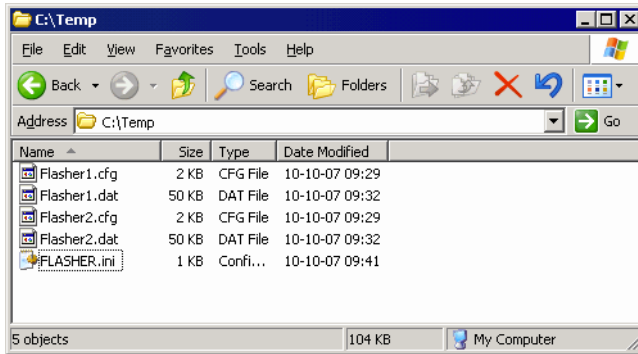 C:\Temp
File Edit View Favorites Tools Help
Back Search Folders
Address C:\Temp Go
Name Size Type Date Modified
Flasher1.cfg 2 KB CFG File 10-10-07 09:29
Flasher1.dat 50 KB DAT File 10-10-07 09:32
Flasher2.cfg 2 KB CFG File 10-10-07 09:29
Flasher2.dat 50 KB DAT File 10-10-07 09:32
FLASHER.ini 1 KB Confi... 10-10-07 09:41
5 objects 104 KB My Computer